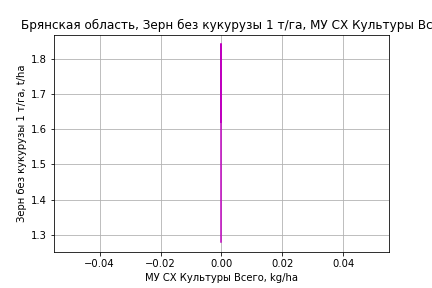 Брянская область, Зерн без кукурузы 1 т/га, МУ СХ Культуры Вс
1.8
1.7
1.6
1.5
1.4
1.3
Зерн без кукурузы 1 т/га, t/ha
−0.04 −0.02 0.00 0.02 0.04
МУ СХ Культуры Всего, kg/ha